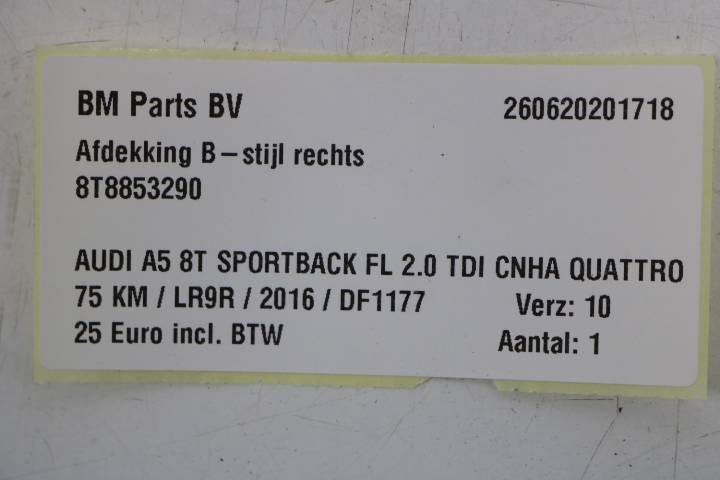 BM Parts BV 260620201718
Afdekking B-stijl rechts
8T8853290
AUDI A5 8T SPORTBACK FL 2.0 TDI CNHA QUATTRO
75 KM / LR9R / 2016 / DF1177 Verz: 10
25 Euro incl. BTW Aantal: 1